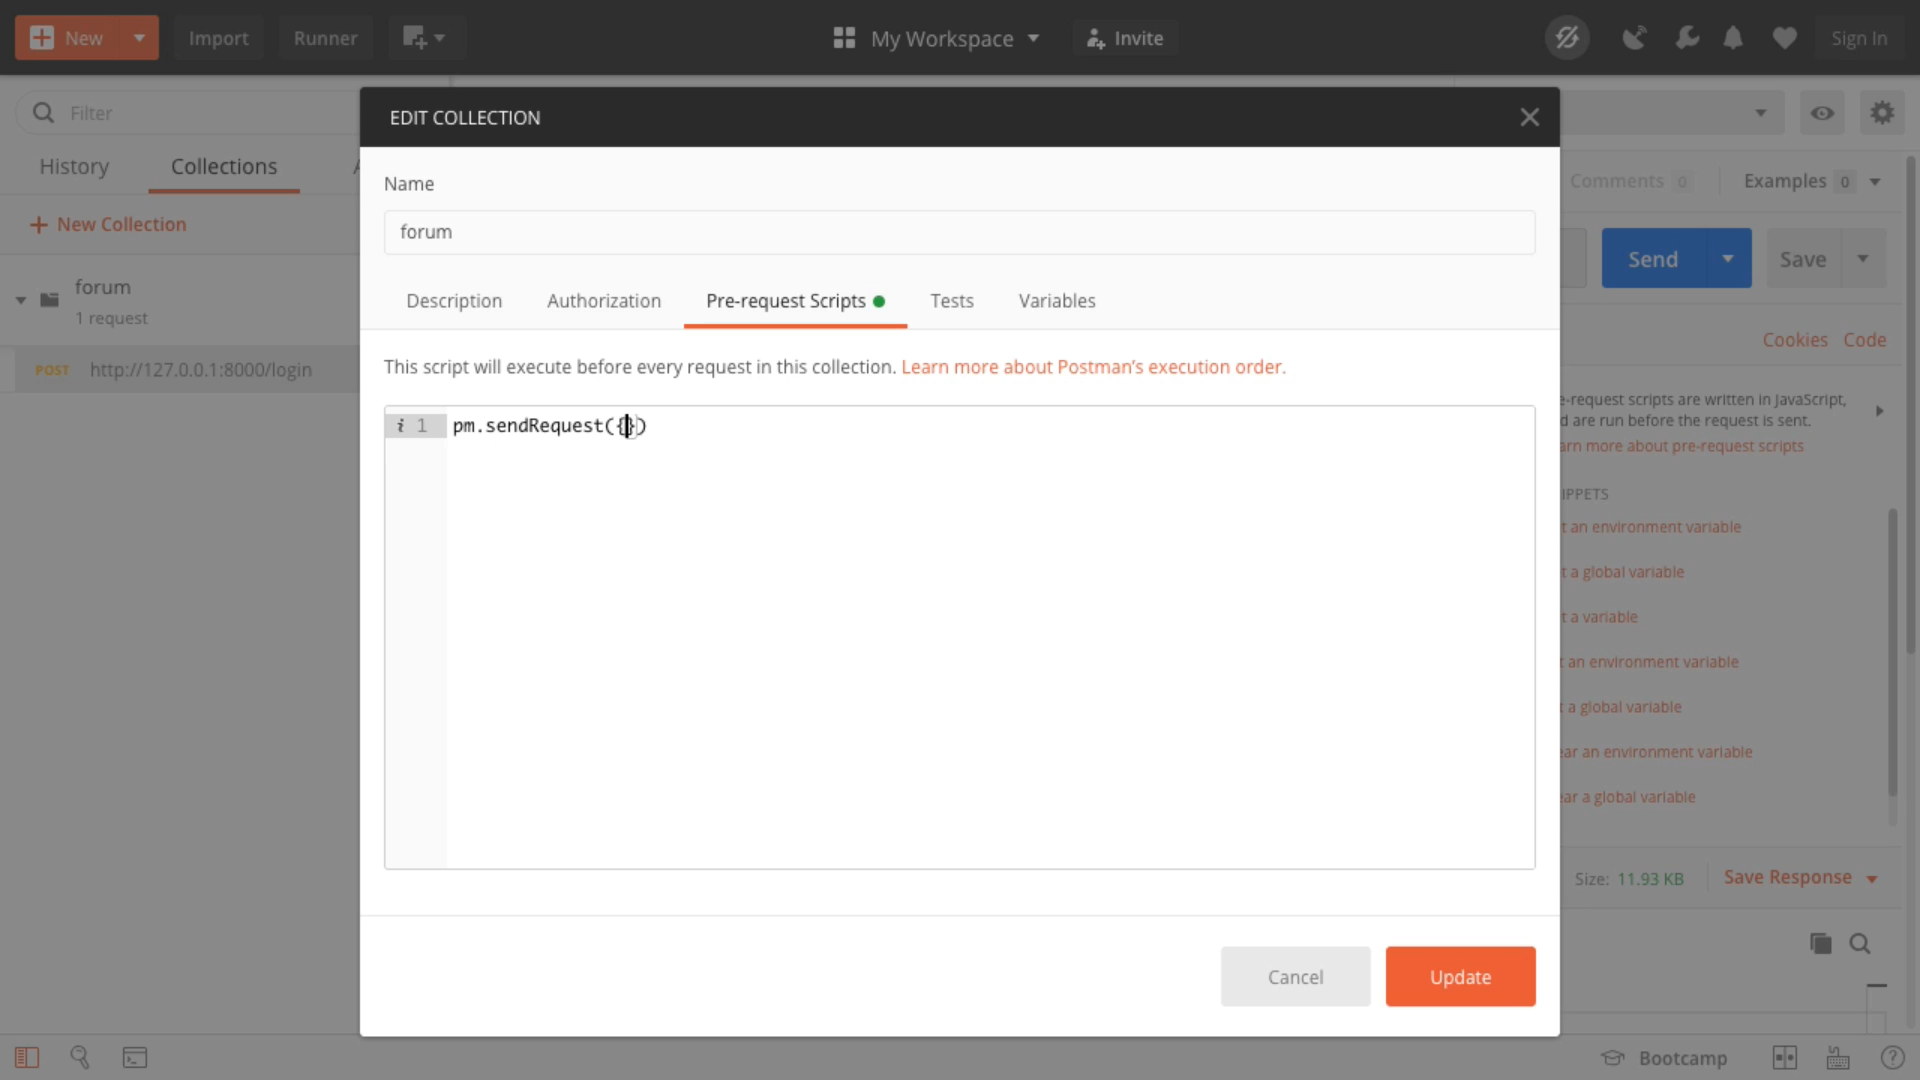 New
Import
Runner
My Workspace
Invite
Sign In
Filter
History
Collections
New Collection
forum
1 request
POST http://127.0.0.1:8000/login
EDIT COLLECTION
Name
forum
Description
Authorization
Pre-request Scripts
Tests
Variables
This script will execute before every request in this collection. Learn more about Postman's execution order.
i 1 pm.sendRequest({})
Cancel
Update
Comments 0
Examples 0
Send
Save
Cookies Code
e-request scripts are written in JavaScript,
d are run before the request is sent.
arn more about pre-request scripts
IPPETS
t an environment variable
t a global variable
t a variable
t an environment variable
t a global variable
ear an environment variable
ear a global variable
Size: 11.93 KB
Save Response
Bootcamp